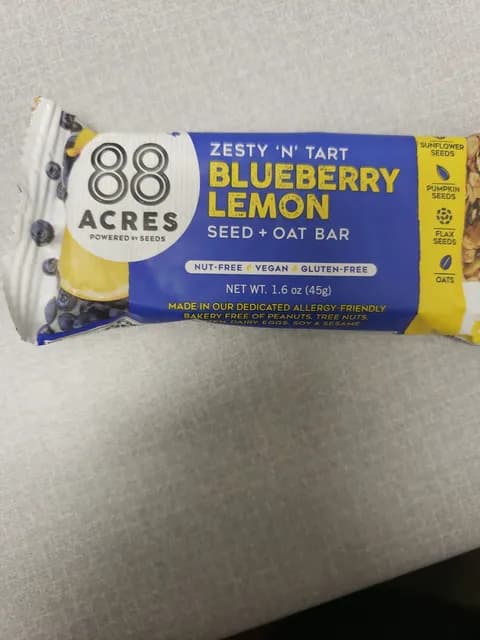 88
ACRES
POWERED BY SEEDS
ZESTY 'N' TART
BLUEBERRY
LEMON
SEED + OAT BAR
NUT-FREE VEGAN GLUTEN-FREE
NET WT. 1.6 oz (45g)
MADE IN OUR DEDICATED ALLERGY-FRIENDLY
BAKERY FREE OF PEANUTS, TREE NUTS,
DAIRY, EGGS, SOY & SESAME
SUNFLOWER
SEEDS
PUMPKIN
SEEDS
FLAX
SEEDS
OATS